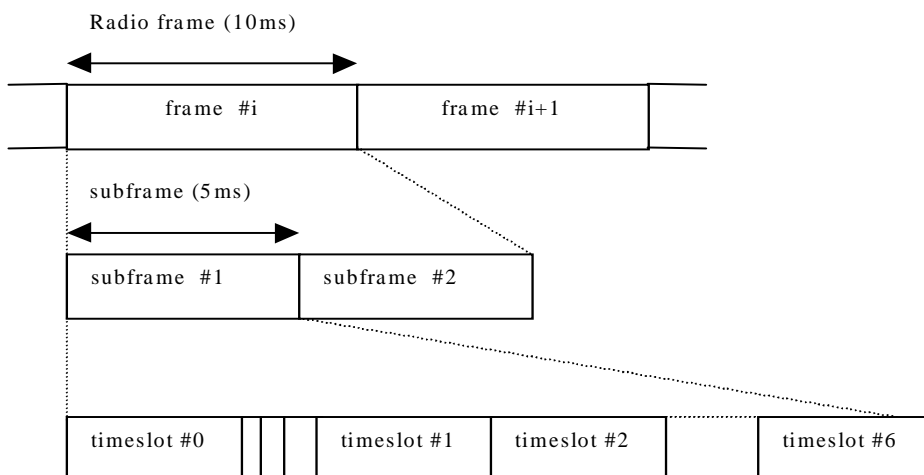 Radio frame (10ms)
frame #i
frame #i+1
subframe (5ms)
subframe #1
subframe #2
timeslot #0
timeslot #1
timeslot #2
timeslot #6